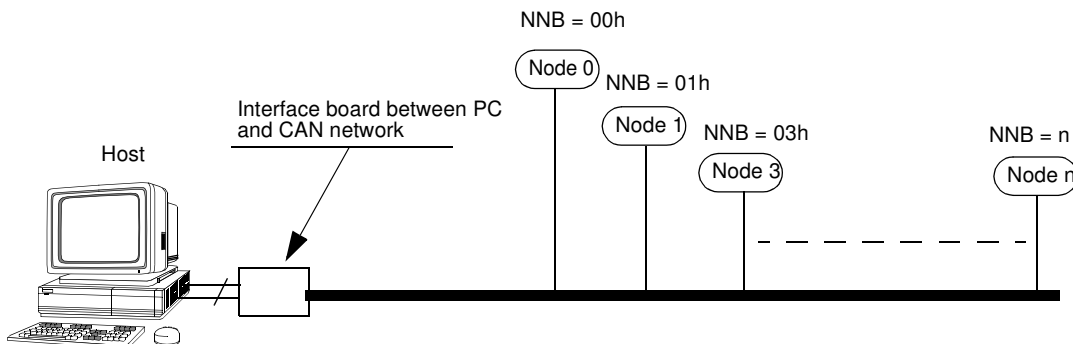 NNB = 00h
Node 0
NNB = 01h
Node 1
NNB = 03h
Node 3
NNB = n
Node n
Interface board between PC
and CAN network
Host